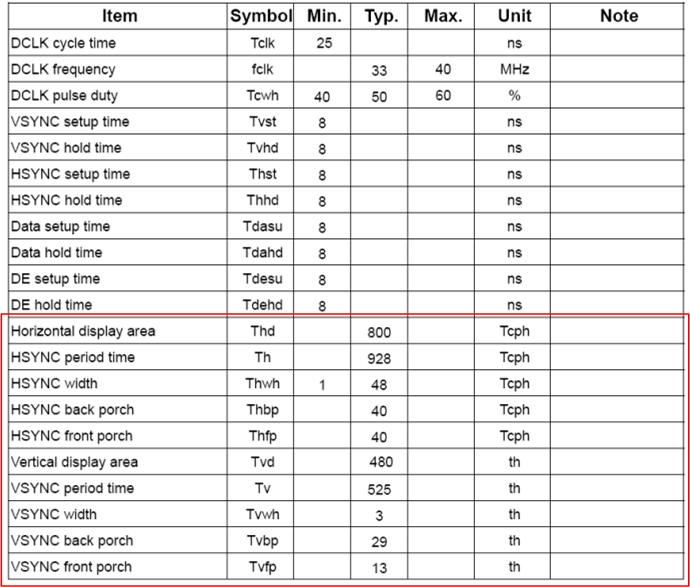 Item Symbol Min. Typ. Max. Unit Note
DCLK cycle time Tclk 25 ns
DCLK frequency fclk 33 40 MHz
DCLK pulse duty Tcwh 40 50 60 %
VSYNC setup time Tvst 8 ns
VSYNC hold time Tvhd 8 ns
HSYNC setup time Thst 8 ns
HSYNC hold time Thhd 8 ns
Data setup time Tdasu 8 ns
Data hold time Tdahd 8 ns
DE setup time Tdesu 8 ns
DE hold time Tdehd 8 ns
Horizontal display area Thd 800 Tcph
HSYNC period time Th 928 Tcph
HSYNC width Thwh 1 48 Tcph
HSYNC back porch Thbp 40 Tcph
HSYNC front porch Thfp 40 Tcph
Vertical display area Tvd 480 th
VSYNC period time Tv 525 th
VSYNC width Tvwh 3 th
VSYNC back porch Tvbp 29 th
VSYNC front porch Tvfp 13 th